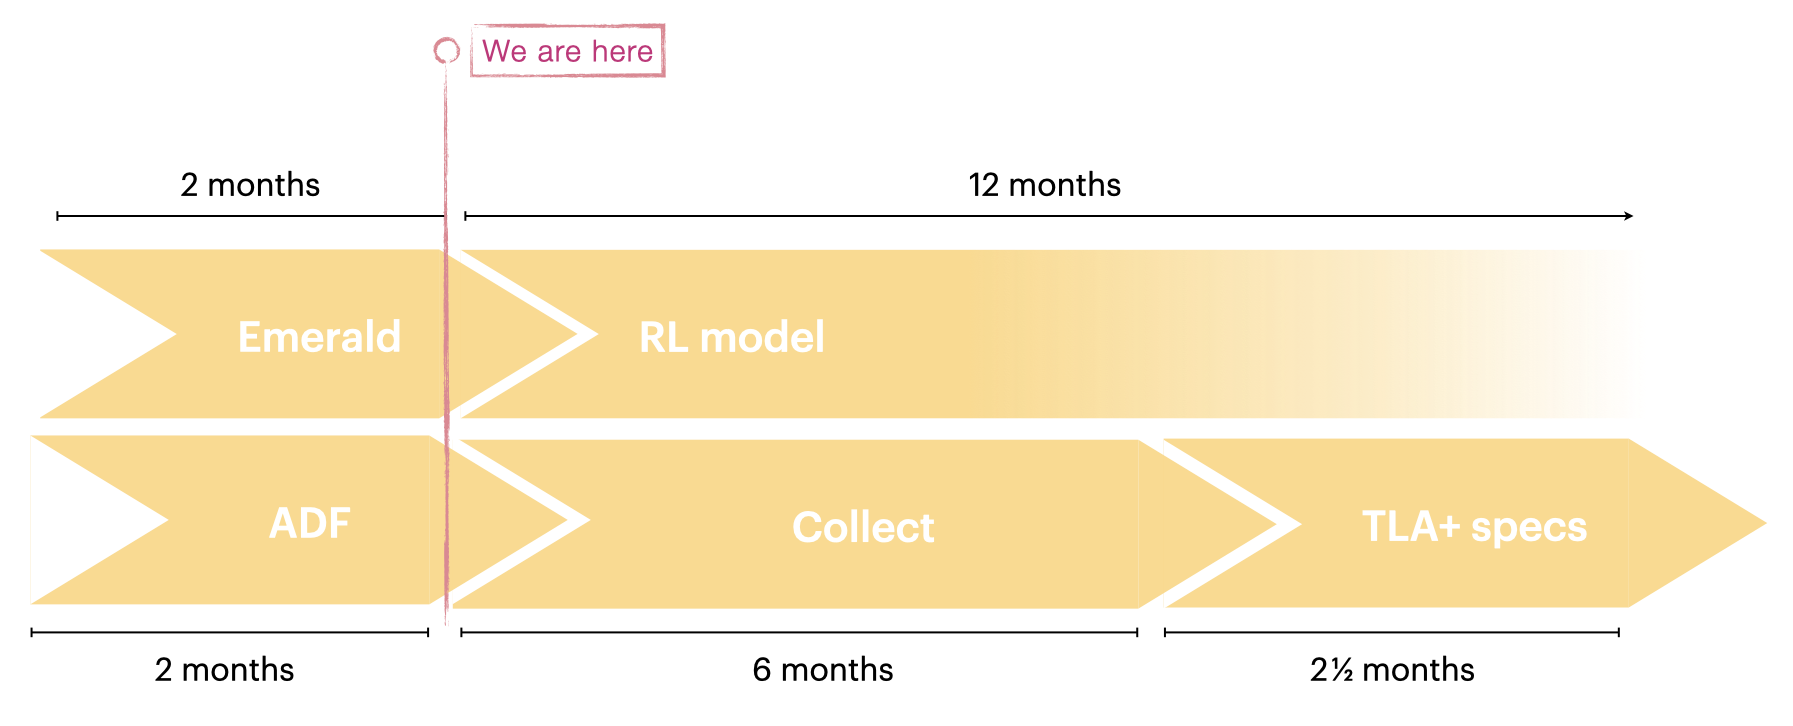 We are here
2 months
12 months
Emerald
RL model
ADF
Collect
TLA+ specs
2 months
6 months
2½ months